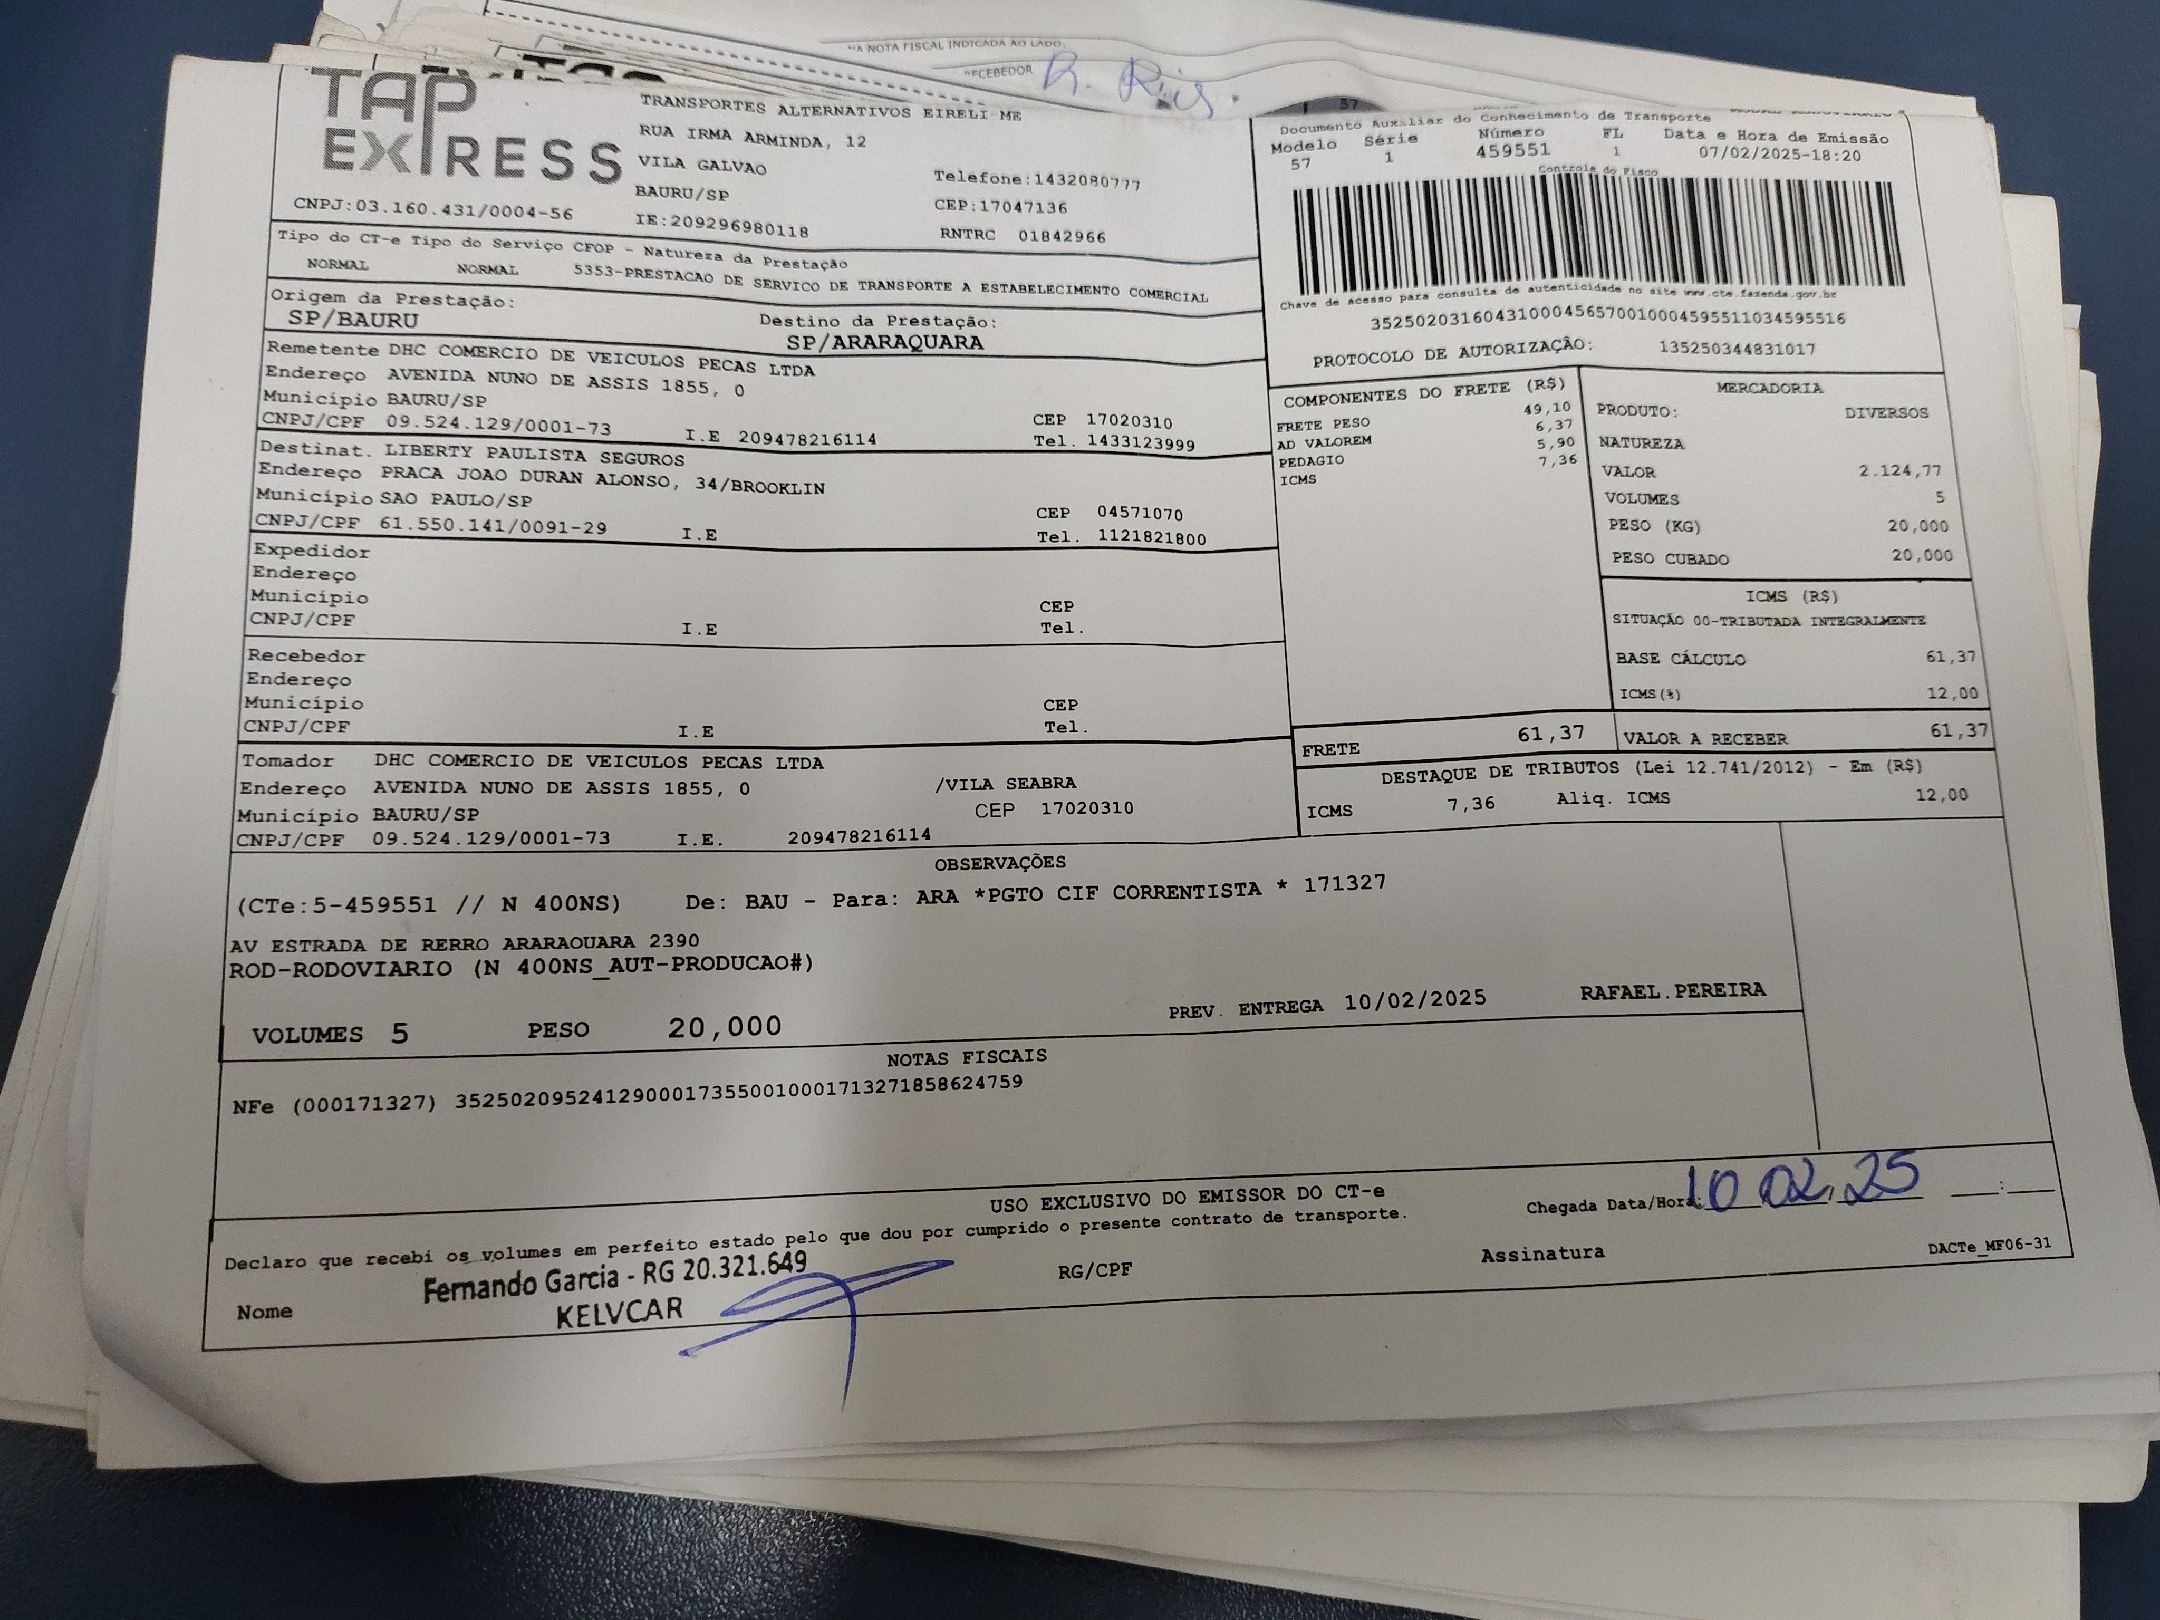 A NOTA FISCAL INDICADA AO LADO.
RECEBEDOR
TAP EXPRESS
TRANSPORTES ALTERNATIVOS EIRELI ME
RUA IRMA ARMINDA, 12
VILA GALVAO
Telefone:1432080777
BAURU/SP
CEP:17047136
CNPJ:03.160.431/0004-56
IE:209296980118
RNTRC 01842966
Documento Auxiliar do Conhecimento de Transporte
Modelo Série Número FL Data e Hora de Emissão
57 1 459551 1 07/02/2025-18:20
Controle do Fisco
Chave de acesso para consulta de autenticidade no site www.cte.fazenda.gov.br
35250203160431000456570010004595511034595516
PROTOCOLO DE AUTORIZAÇÃO: 135250344831017
Tipo do CT-e Tipo do Serviço CFOP - Natureza da Prestação
NORMAL NORMAL 5353-PRESTACAO DE SERVICO DE TRANSPORTE A ESTABELECIMENTO COMERCIAL
Origem da Prestação: Destino da Prestação:
SP/BAURU SP/ARARAQUARA
Remetente DHC COMERCIO DE VEICULOS PECAS LTDA
Endereço AVENIDA NUNO DE ASSIS 1855, 0
Município BAURU/SP CEP 17020310
CNPJ/CPF 09.524.129/0001-73 I.E 209478216114 Tel. 1433123999
Destinat. LIBERTY PAULISTA SEGUROS
Endereço PRACA JOAO DURAN ALONSO, 34/BROOKLIN
Município SAO PAULO/SP CEP 04571070
CNPJ/CPF 61.550.141/0091-29 I.E Tel. 1121821800
Expedidor
Endereço
Município CEP
CNPJ/CPF I.E Tel.
Recebedor
Endereço
Município CEP
CNPJ/CPF I.E Tel.
Tomador DHC COMERCIO DE VEICULOS PECAS LTDA
Endereço AVENIDA NUNO DE ASSIS 1855, 0 /VILA SEABRA
Município BAURU/SP CEP 17020310
CNPJ/CPF 09.524.129/0001-73 I.E. 209478216114
COMPONENTES DO FRETE (R$)
FRETE PESO 49,10
AD VALOREM 6,37
PEDAGIO 5,90
ICMS 7,36
MERCADORIA
PRODUTO: DIVERSOS
NATUREZA
VALOR 2.124,77
VOLUMES 5
PESO (KG) 20,000
PESO CUBADO 20,000
ICMS (R$)
SITUAÇÃO 00-TRIBUTADA INTEGRALMENTE
BASE CÁLCULO 61,37
ICMS(%) 12,00
FRETE 61,37 VALOR A RECEBER 61,37
DESTAQUE DE TRIBUTOS (Lei 12.741/2012) - Em (R$)
ICMS 7,36 Aliq. ICMS 12,00
OBSERVAÇÕES
(CTe:5-459551 // N 400NS) De: BAU - Para: ARA *PGTO CIF CORRENTISTA * 171327
AV ESTRADA DE RERRO ARARAOUARA 2390
ROD-RODOVIARIO (N 400NS_AUT-PRODUCAO#)
VOLUMES 5 PESO 20,000 PREV. ENTREGA 10/02/2025 RAFAEL.PEREIRA
NOTAS FISCAIS
NFe (000171327) 35250209524129000173550010001713271858624759
USO EXCLUSIVO DO EMISSOR DO CT-e
Declaro que recebi os volumes em perfeito estado pelo que dou por cumprido o presente contrato de transporte.
Chegada Data/Hora: 10 02 25
Fernando Garcia - RG 20.321.649
KELVCAR
Nome RG/CPF Assinatura
DACTe_MF06-31